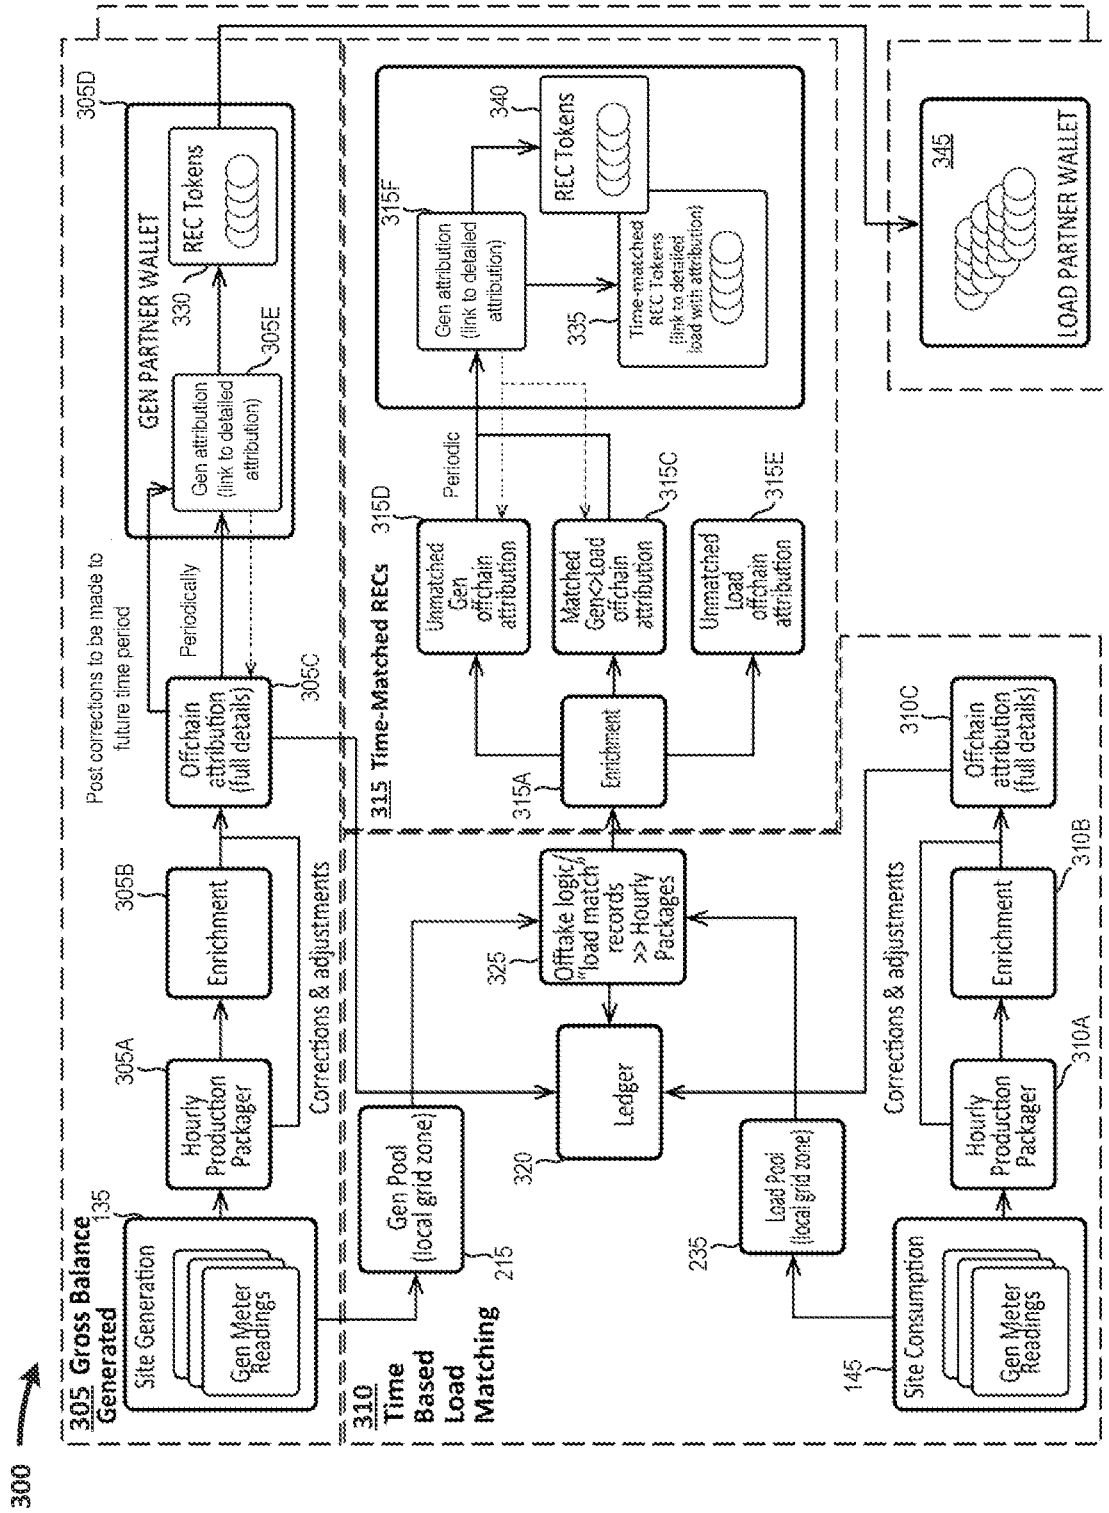 300
305 Gross Balance
Generated
135
Site Generation
Gen Meter
Readings
305A
Hourly
Production
Packager
Corrections & adjustments
305B
Enrichment
Post corrections to be made to
future time period
Offchain
attribution
(full details)
305C
Periodically
305D
GEN PARTNER WALLET
Gen attribution
(link to detailed
attribution)
305E
330
REC Tokens
310
Time
Based
Load
Matching
Gen Pool
(local grid zone)
215
320
Ledger
325
Offtake logic/
"load match"
records
>> Hourly
Packages
235
Load Pool
(local grid zone)
145
Site Consumption
Gen Meter
Readings
Hourly
Production
Packager
310A
Corrections & adjustments
Enrichment
310B
310C
Offchain
attribution
(full details)
315 Time-Matched RECs
315A
Enrichment
315D
Unmatched
Gen
offchain
attribution
Matched
Gen<>Load
offchain
attribution
315C
Unmatched
Load
offchain
attribution
315E
Periodic
315F
Gen attribution
(link to detailed
attribution)
335
Time-matched
REC Tokens
(link to detailed
load with attribution)
340
REC Tokens
345
LOAD PARTNER WALLET